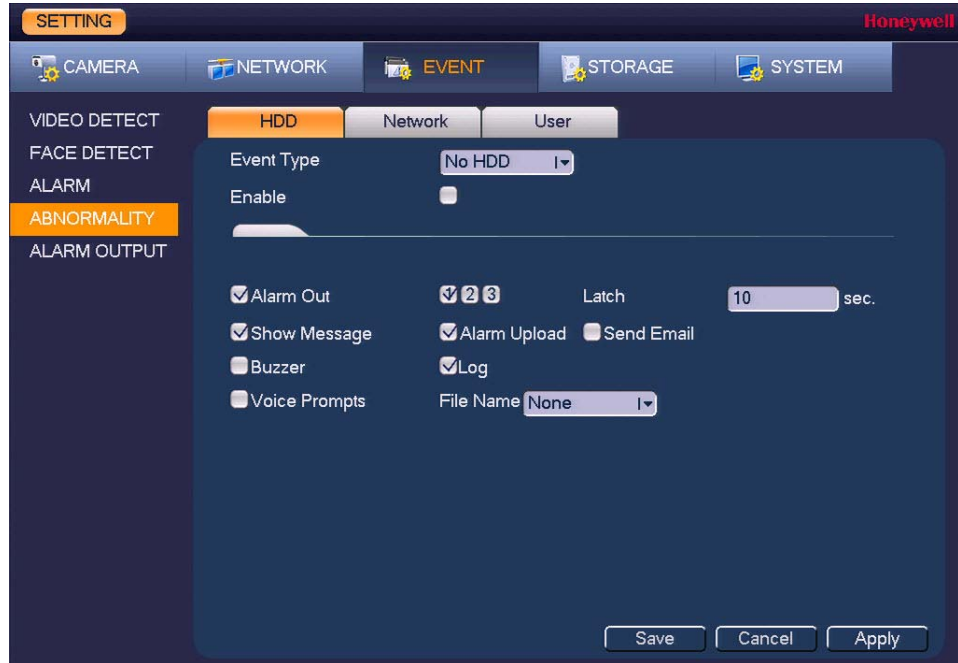 SETTING Honeywell
CAMERA NETWORK EVENT STORAGE SYSTEM
VIDEO DETECT
FACE DETECT
ALARM
ABNORMALITY
ALARM OUTPUT
HDD Network User
Event Type No HDD
Enable
Alarm Out 1 2 3 Latch 10 sec.
Show Message Alarm Upload Send Email
Buzzer Log
Voice Prompts File Name None
Save Cancel Apply